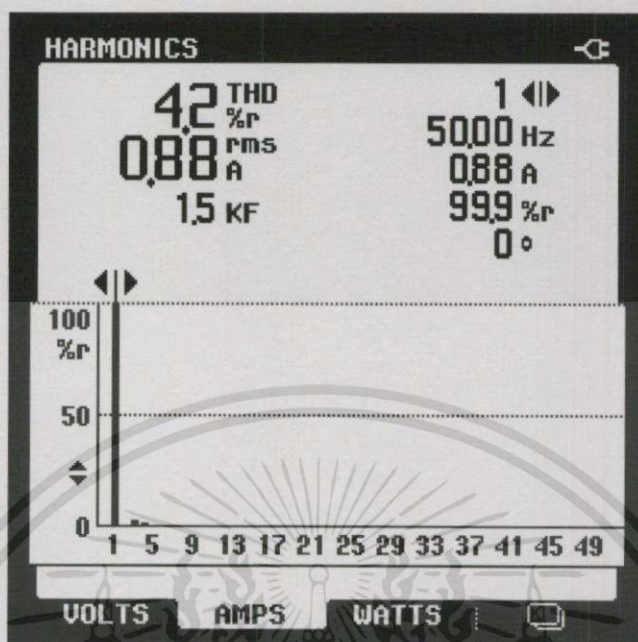 HARMONICS
4.2 THD %r
0.88 rms A
1.5 KF
1
50.00 Hz
0.88 A
99.9 %r
0 °
100
%r
50
0
1 5 9 13 17 21 25 29 33 37 41 45 49
VOLTS AMPS WATTS